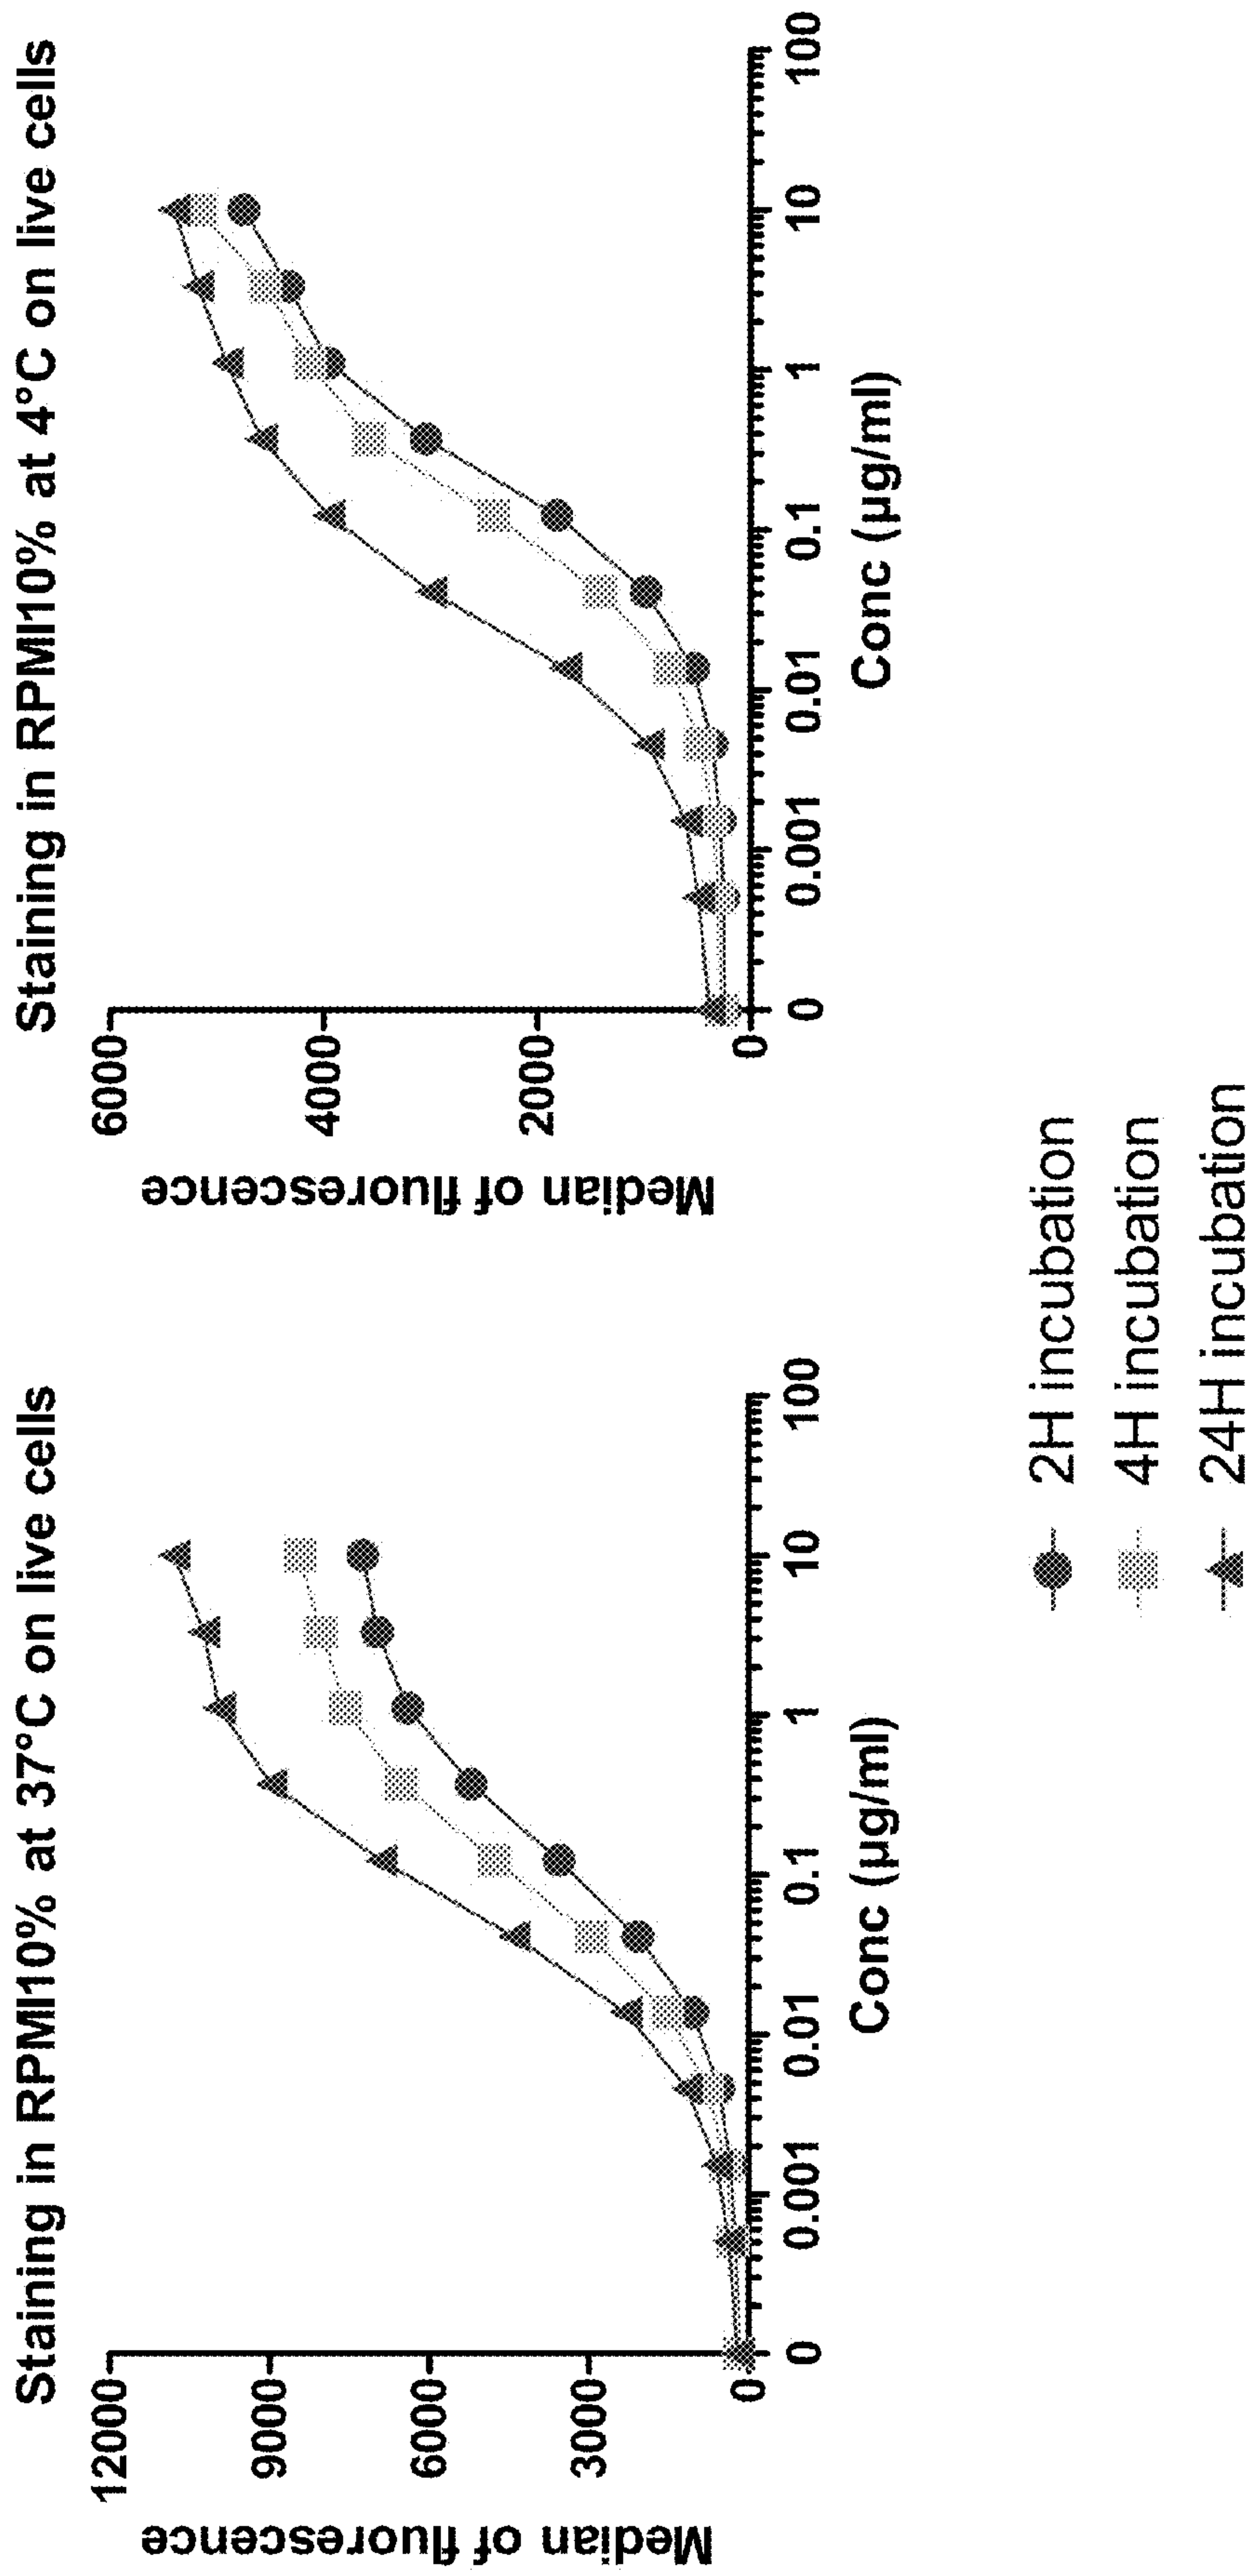 Staining in RPMI10% at 37°C on live cells
Median of fluorescence
12000
9000
6000
3000
0
0
0.001
0.01
0.1
1
10
100
Conc (µg/ml)
Staining in RPMI10% at 4°C on live cells
Median of fluorescence
6000
4000
2000
0
0
0.001
0.01
0.1
1
10
100
Conc (µg/ml)
2H incubation
4H incubation
24H incubation